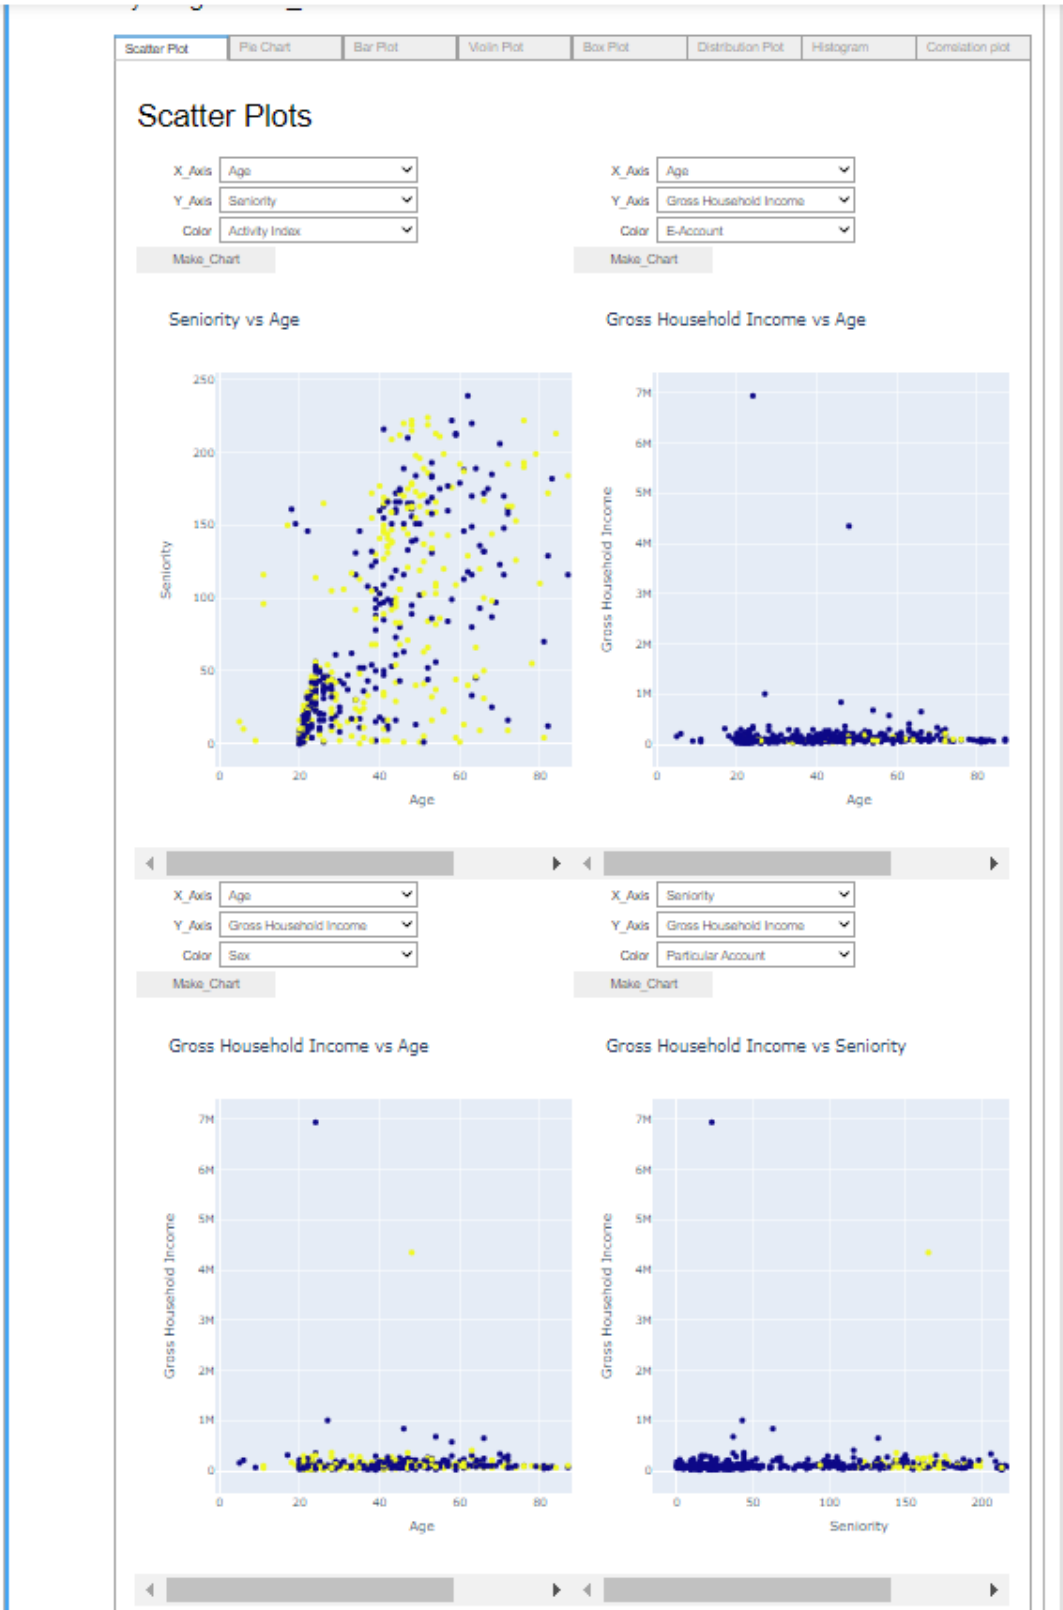 Scatter Plot Pie Chart Bar Plot Violin Plot Box Plot Distribution Plot Histogram Correlation plot
Scatter Plots
X_Axis Age
Y_Axis Seniority
Color Activity Index
Make_Chart
X_Axis Age
Y_Axis Gross Household Income
Color E-Account
Make_Chart
Seniority vs Age
250
200
150
100
50
0
Seniority
0 20 40 60 80
Age
Gross Household Income vs Age
7M
6M
5M
4M
3M
2M
1M
0
Gross Household Income
0 20 40 60 80
Age
X_Axis Age
Y_Axis Gross Household Income
Color Sex
Make_Chart
X_Axis Seniority
Y_Axis Gross Household Income
Color Particular Account
Make_Chart
Gross Household Income vs Age
7M
6M
5M
4M
3M
2M
1M
0
Gross Household Income
0 20 40 60 80
Age
Gross Household Income vs Seniority
7M
6M
5M
4M
3M
2M
1M
0
Gross Household Income
0 50 100 150 200
Seniority